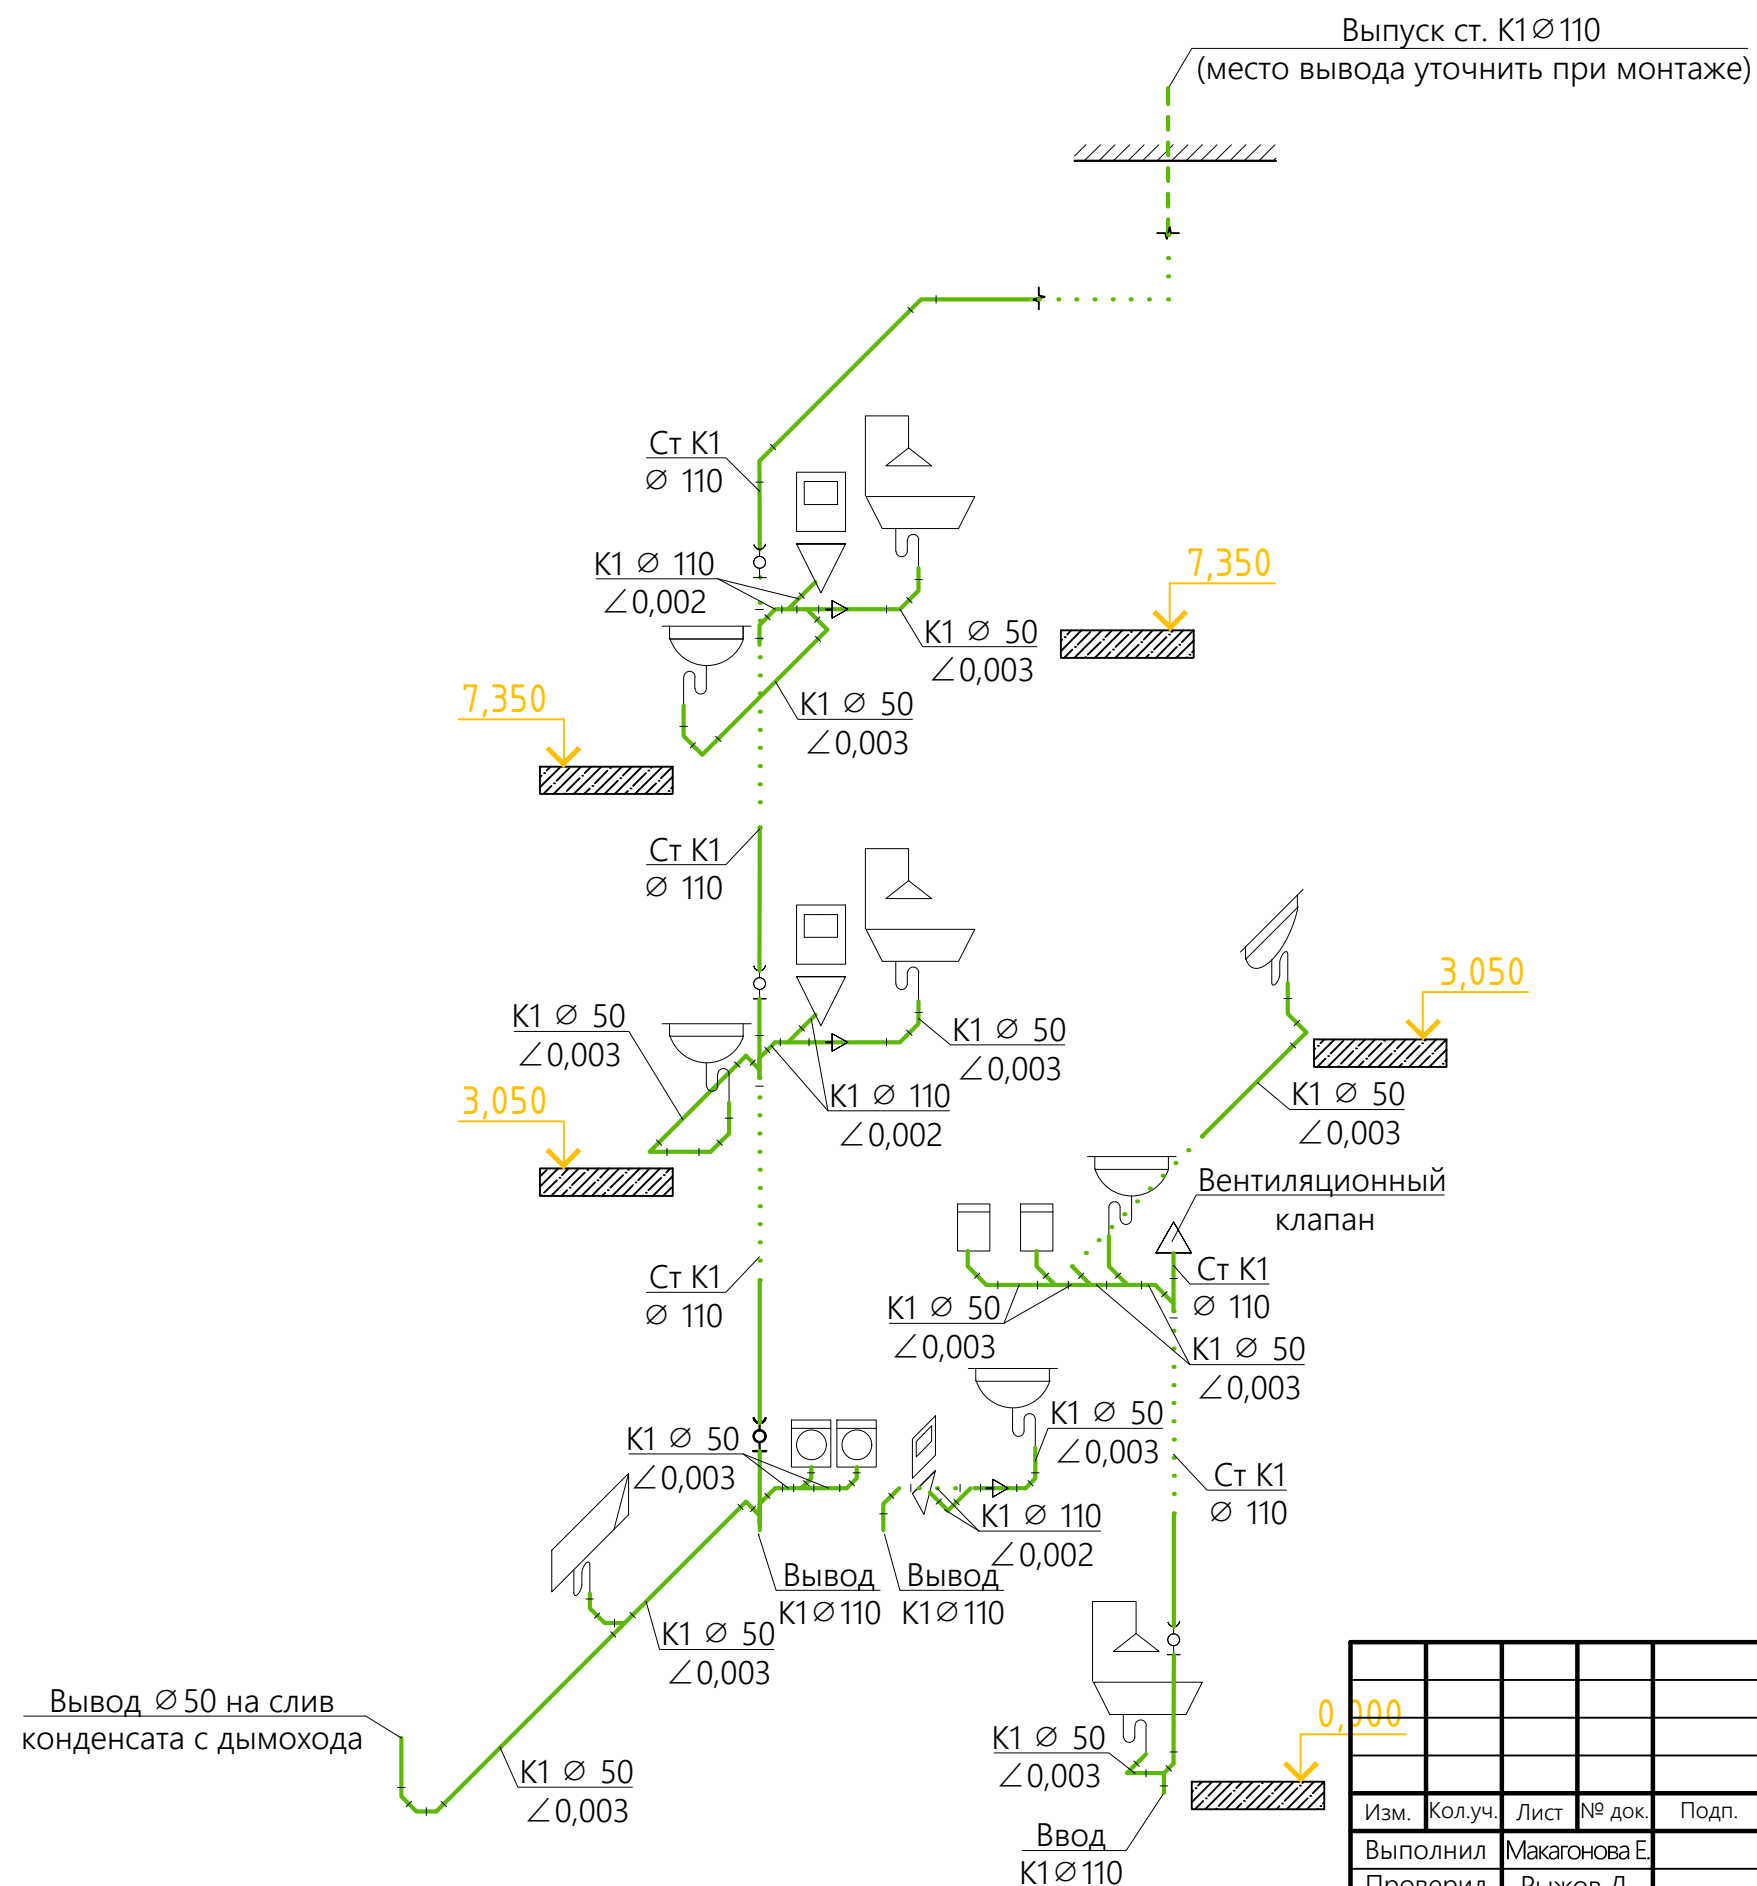 Выпуск ст. К1∅110
(место вывода уточнить при монтаже)
Ст К1
∅ 110
К1 ∅ 110
∠0,002
7,350
К1 ∅ 50
∠0,003
7,350
К1 ∅ 50
∠0,003
Ст К1
∅ 110
3,050
К1 ∅ 50
∠0,003
К1 ∅ 50
∠0,003
3,050
К1 ∅ 110
∠0,002
К1 ∅ 50
∠0,003
Вентиляционный
клапан
Ст К1
∅ 110
Ст К1
∅ 110
К1 ∅ 50
∠0,003
К1 ∅ 50
∠0,003
К1 ∅ 50
∠0,003
К1 ∅ 50
∠0,003
Ст К1
∅ 110
К1 ∅ 110
∠0,002
Вывод
К1∅110
Вывод
К1∅110
К1 ∅ 50
∠0,003
Вывод ∅50 на слив
конденсата с дымохода
0,000
К1 ∅ 50
∠0,003
К1 ∅ 50
∠0,003
Ввод
К1∅110
Изм. Кол.уч. Лист № док. Подп.
Выполнил Макагонова Е.
Проверил Рыжов Д.